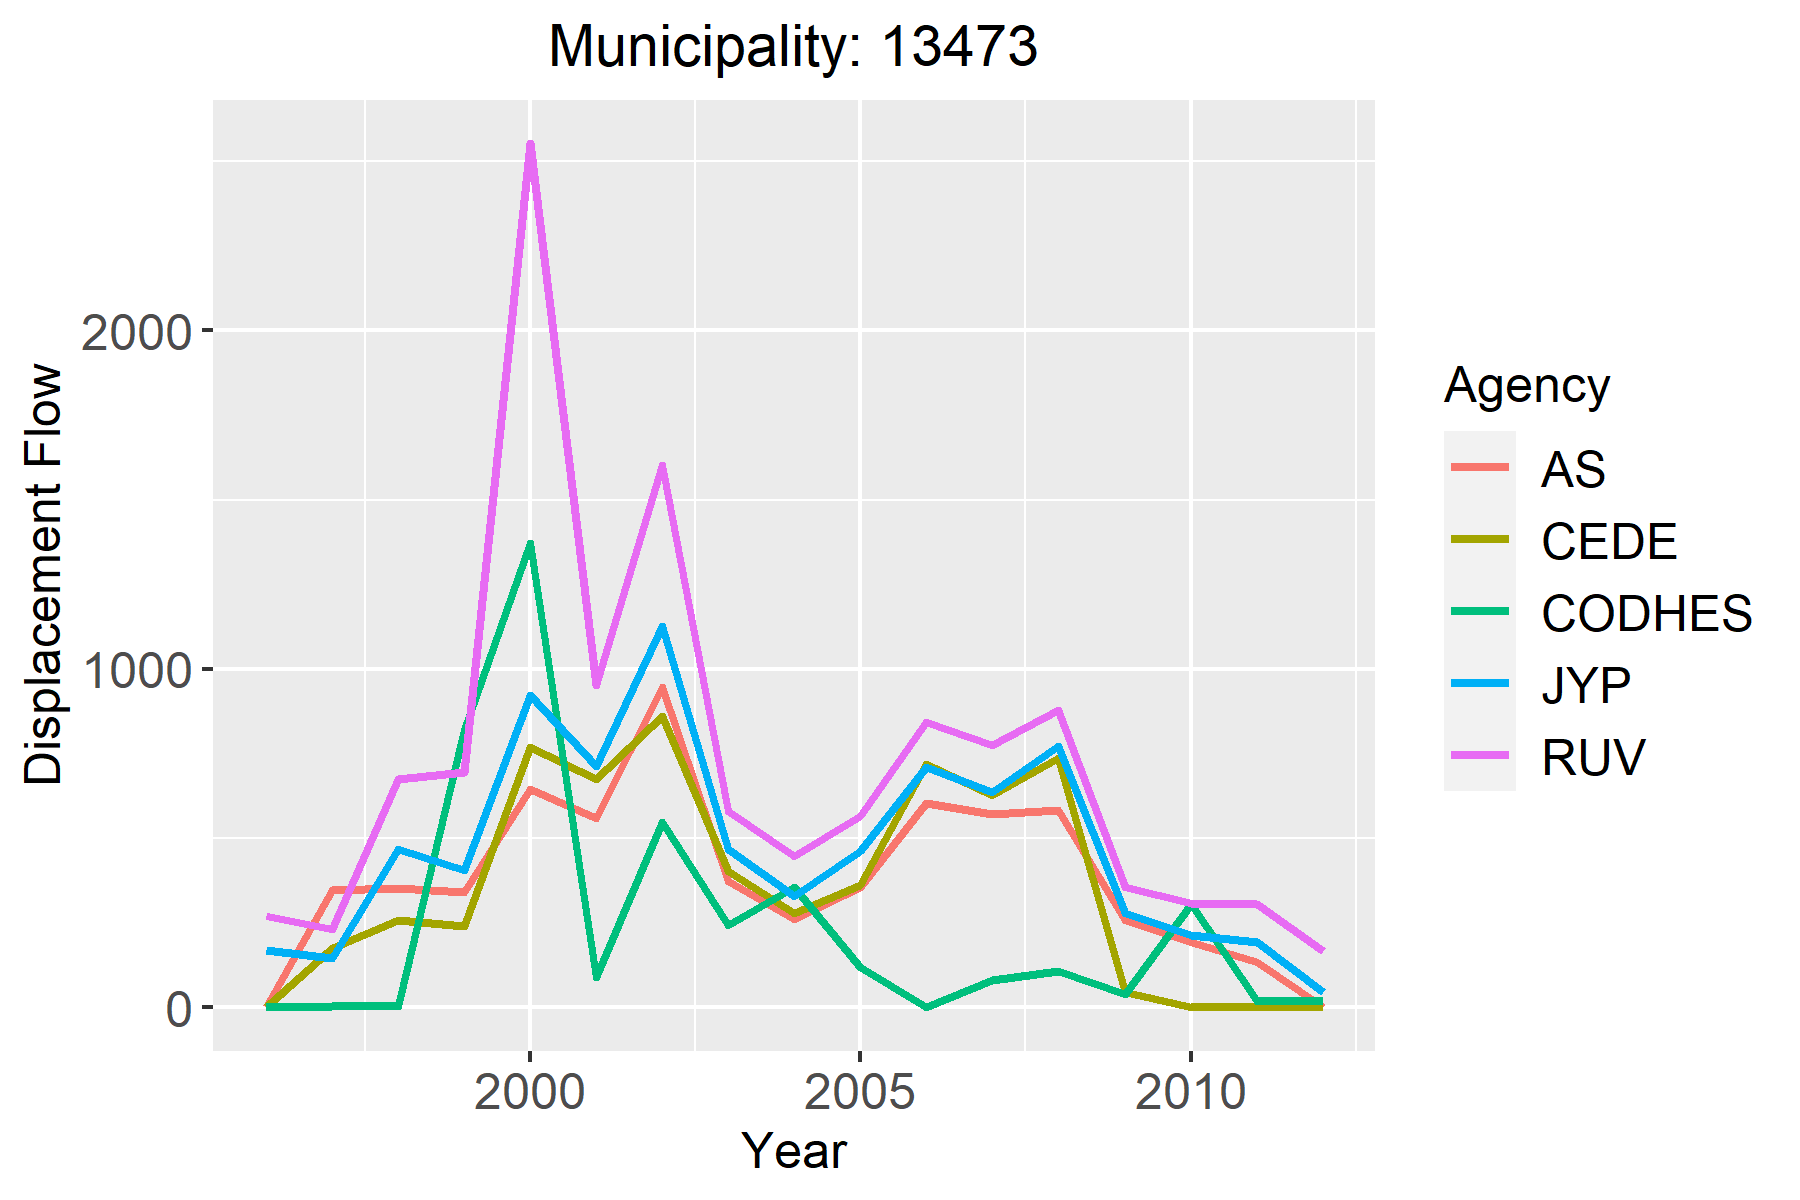 Municipality: 13473
Displacement Flow
2000
1000
0
2000
2005
2010
Year
Agency
AS
CEDE
CODHES
JYP
RUV